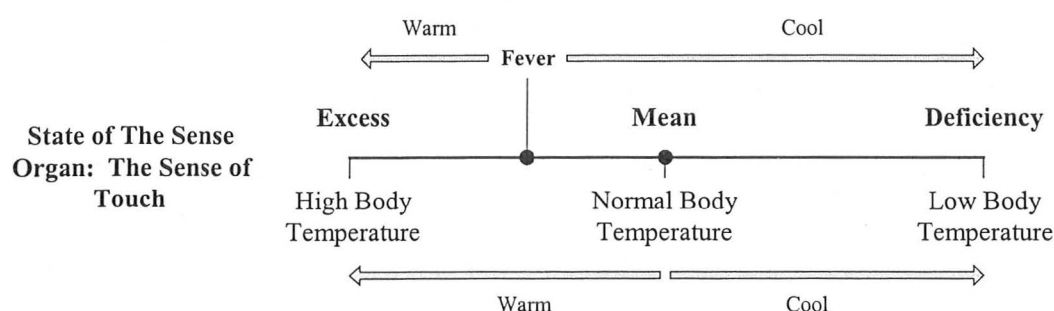 Warm Cool
Fever
Excess Mean Deficiency
State of The Sense
Organ: The Sense of
Touch
High Body Normal Body Low Body
Temperature Temperature Temperature
Warm Cool